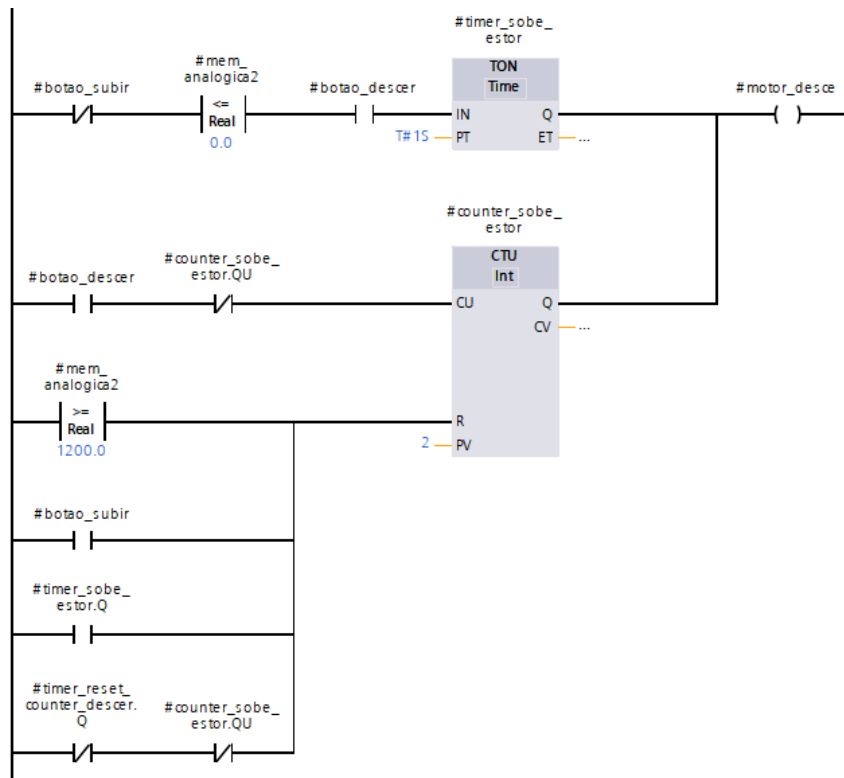 #timer_sobe_
estor
#mem_
analogica2
TON
Time
#botao_subir
#botao_descer
#motor_desce
<=
Real
0.0
IN
Q
T#1S
PT
ET
...
#counter_sobe_
estor
CTU
Int
#botao_descer
#counter_sobe_
estor.QU
CU
Q
CV
...
#mem_
analogica2
>=
Real
1200.0
R
2
PV
#botao_subir
#timer_sobe_
estor.Q
#timer_reset_
counter_descer.
Q
#counter_sobe_
estor.QU